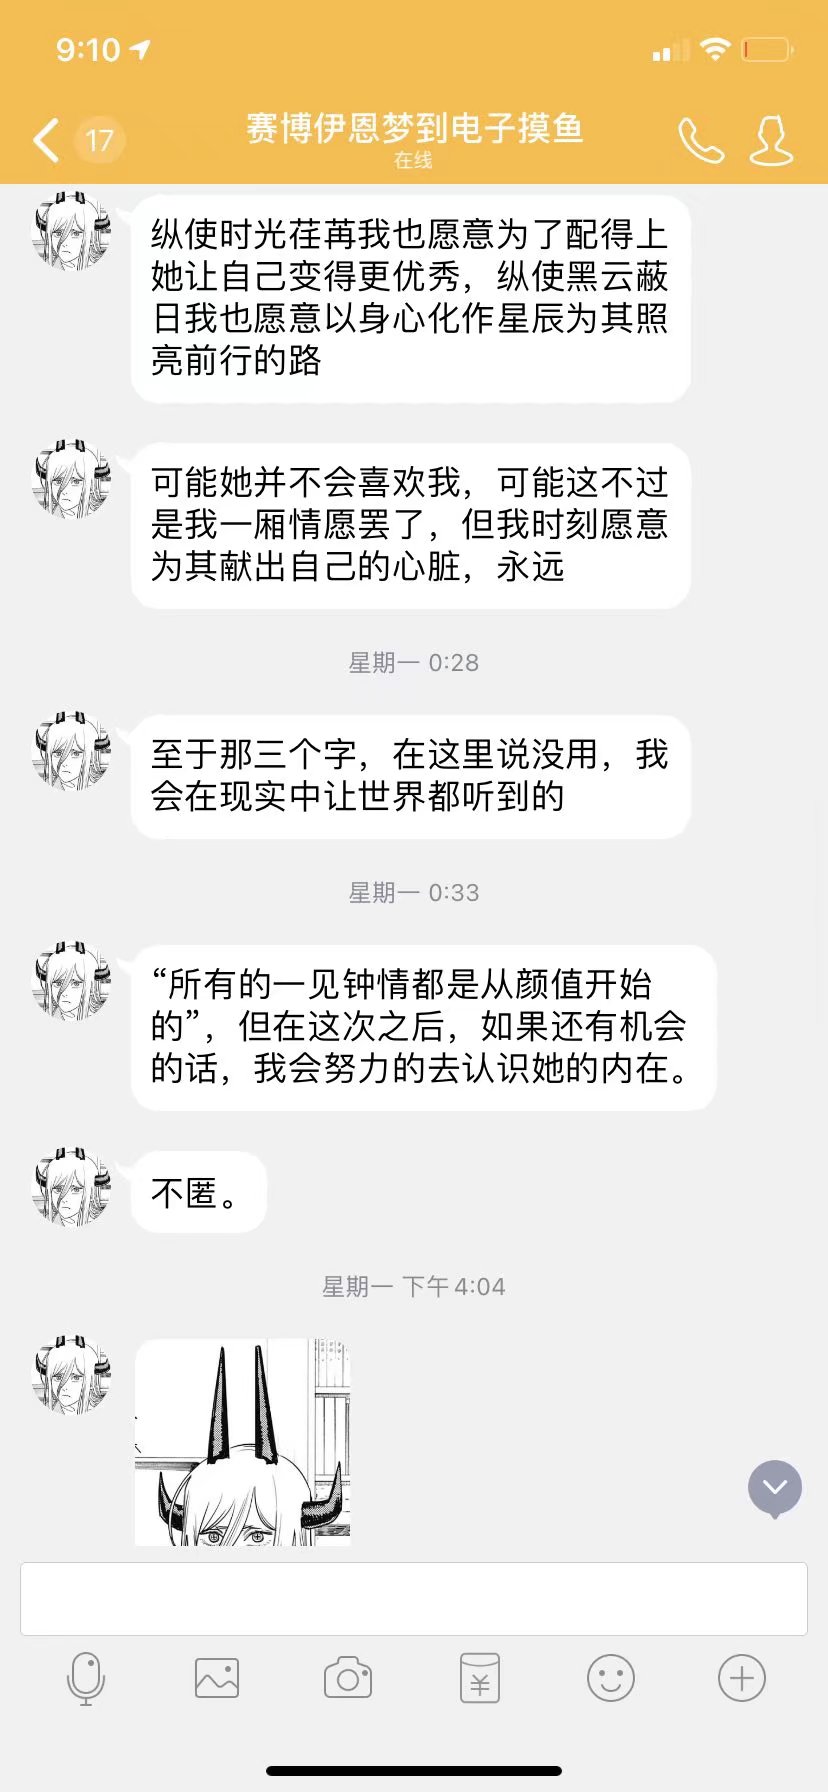 9:10
17
赛博伊恩梦到电子摸鱼
在线
纵使时光荏苒我也愿意为了配得上
她让自己变得更优秀，纵使黑云蔽
日我也愿意以身心化作星辰为其照
亮前行的路
可能她并不会喜欢我，可能这不过
是我一厢情愿罢了，但我时刻愿意
为其献出自己的心脏，永远
星期一 0:28
至于那三个字，在这里说没用，我
会在现实中让世界都听到的
星期一 0:33
“所有的一见钟情都是从颜值开始
的”，但在这次之后，如果还有机会
的话，我会努力的去认识她的内在。
不匿。
星期一 下午4:04
¥